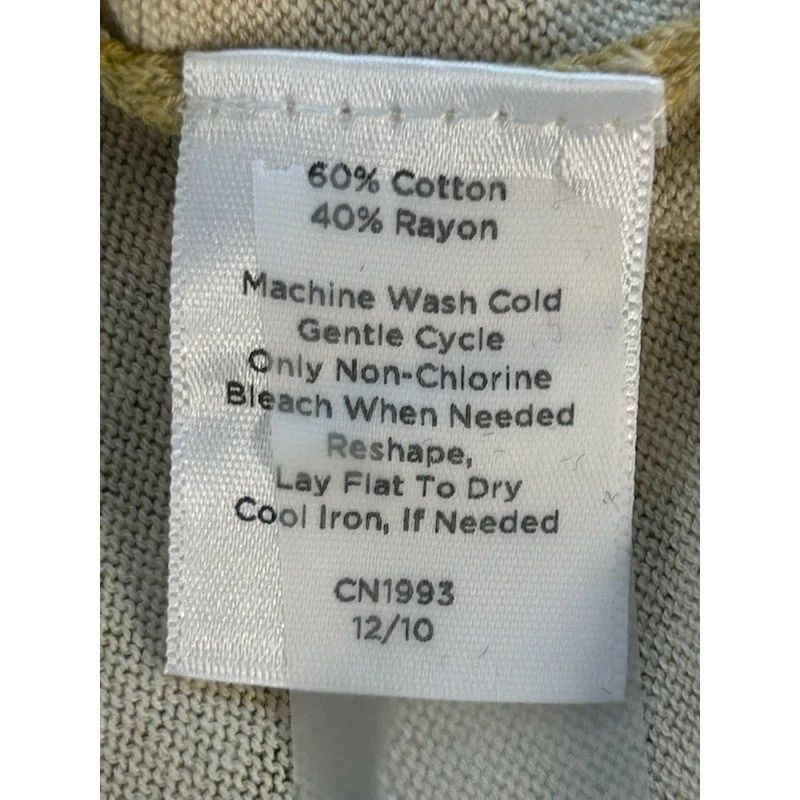 60% Cotton
40% Rayon
Machine Wash Cold
Gentle Cycle
Only Non-Chlorine
Bleach When Needed
Reshape,
Lay Flat To Dry
Cool Iron, If Needed
CN1993
12/10